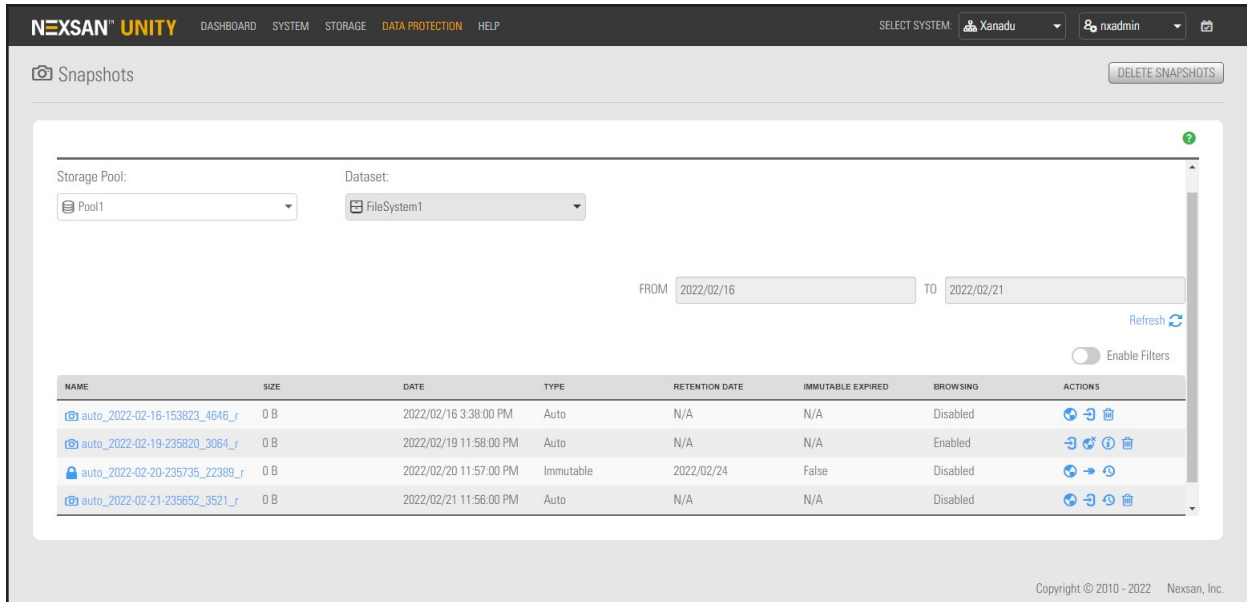 NEXSAN™ UNITY DASHBOARD SYSTEM STORAGE DATA PROTECTION HELP SELECT SYSTEM: Xanadu nxadmin
Snapshots DELETE SNAPSHOTS
Storage Pool: Dataset:
Pool1 FileSystem1
FROM 2022/02/16 TO 2022/02/21
Refresh
Enable Filters
NAME SIZE DATE TYPE RETENTION DATE IMMUTABLE EXPIRED BROWSING ACTIONS
auto_2022-02-16-153823_4646_r 0 B 2022/02/16 3:38:00 PM Auto N/A N/A Disabled
auto_2022-02-19-235820_3064_r 0 B 2022/02/19 11:58:00 PM Auto N/A N/A Enabled
auto_2022-02-20-235735_22389_r 0 B 2022/02/20 11:57:00 PM Immutable 2022/02/24 False Disabled
auto_2022-02-21-235652_3521_r 0 B 2022/02/21 11:56:00 PM Auto N/A N/A Disabled
Copyright © 2010 - 2022 Nexsan, Inc.